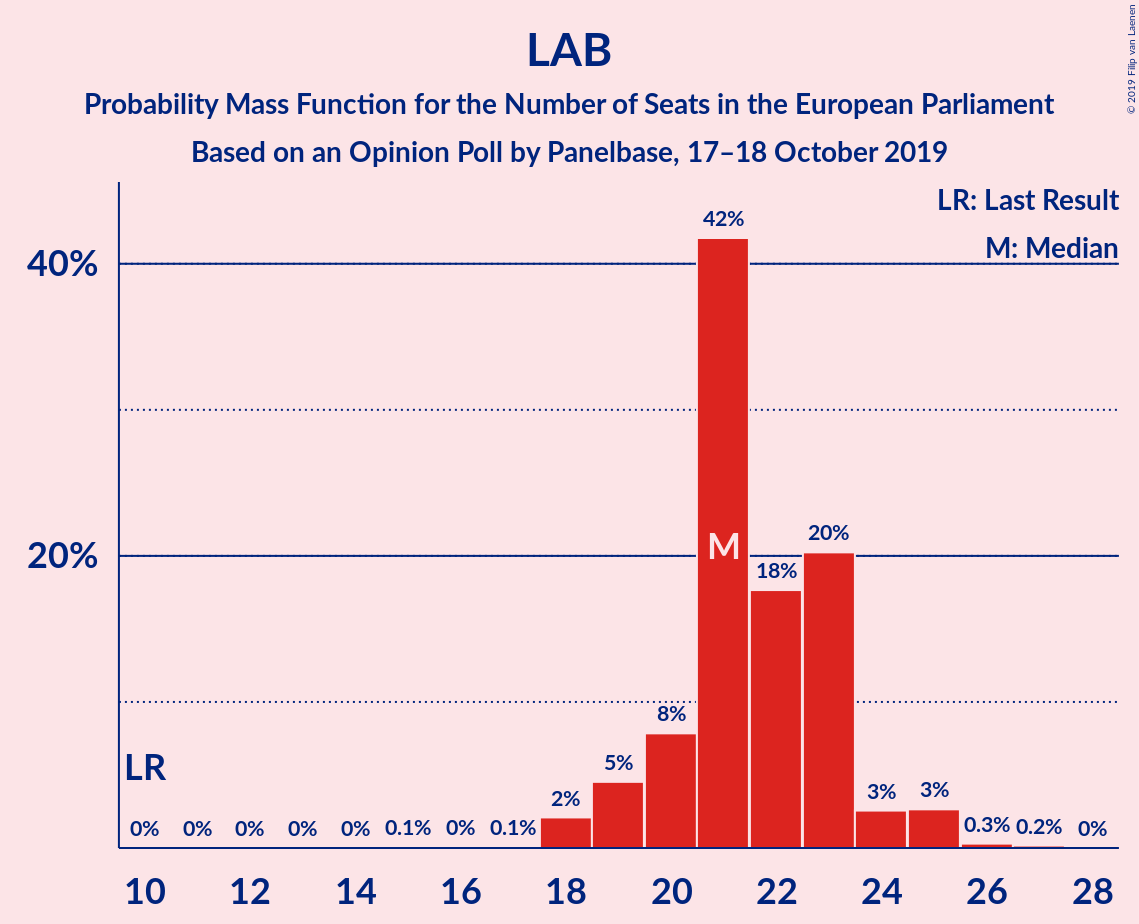 LAB
Probability Mass Function for the Number of Seats in the European Parliament
Based on an Opinion Poll by Panelbase, 17–18 October 2019
© 2019 Filip van Laenen
LR: Last Result
M: Median
40%
20%
42%
M
18%
20%
8%
5%
2%
3%
3%
LR
0%
0%
0%
0%
0%
0.1%
0%
0.1%
0.3%
0.2%
0%
10 12 14 16 18 20 22 24 26 28